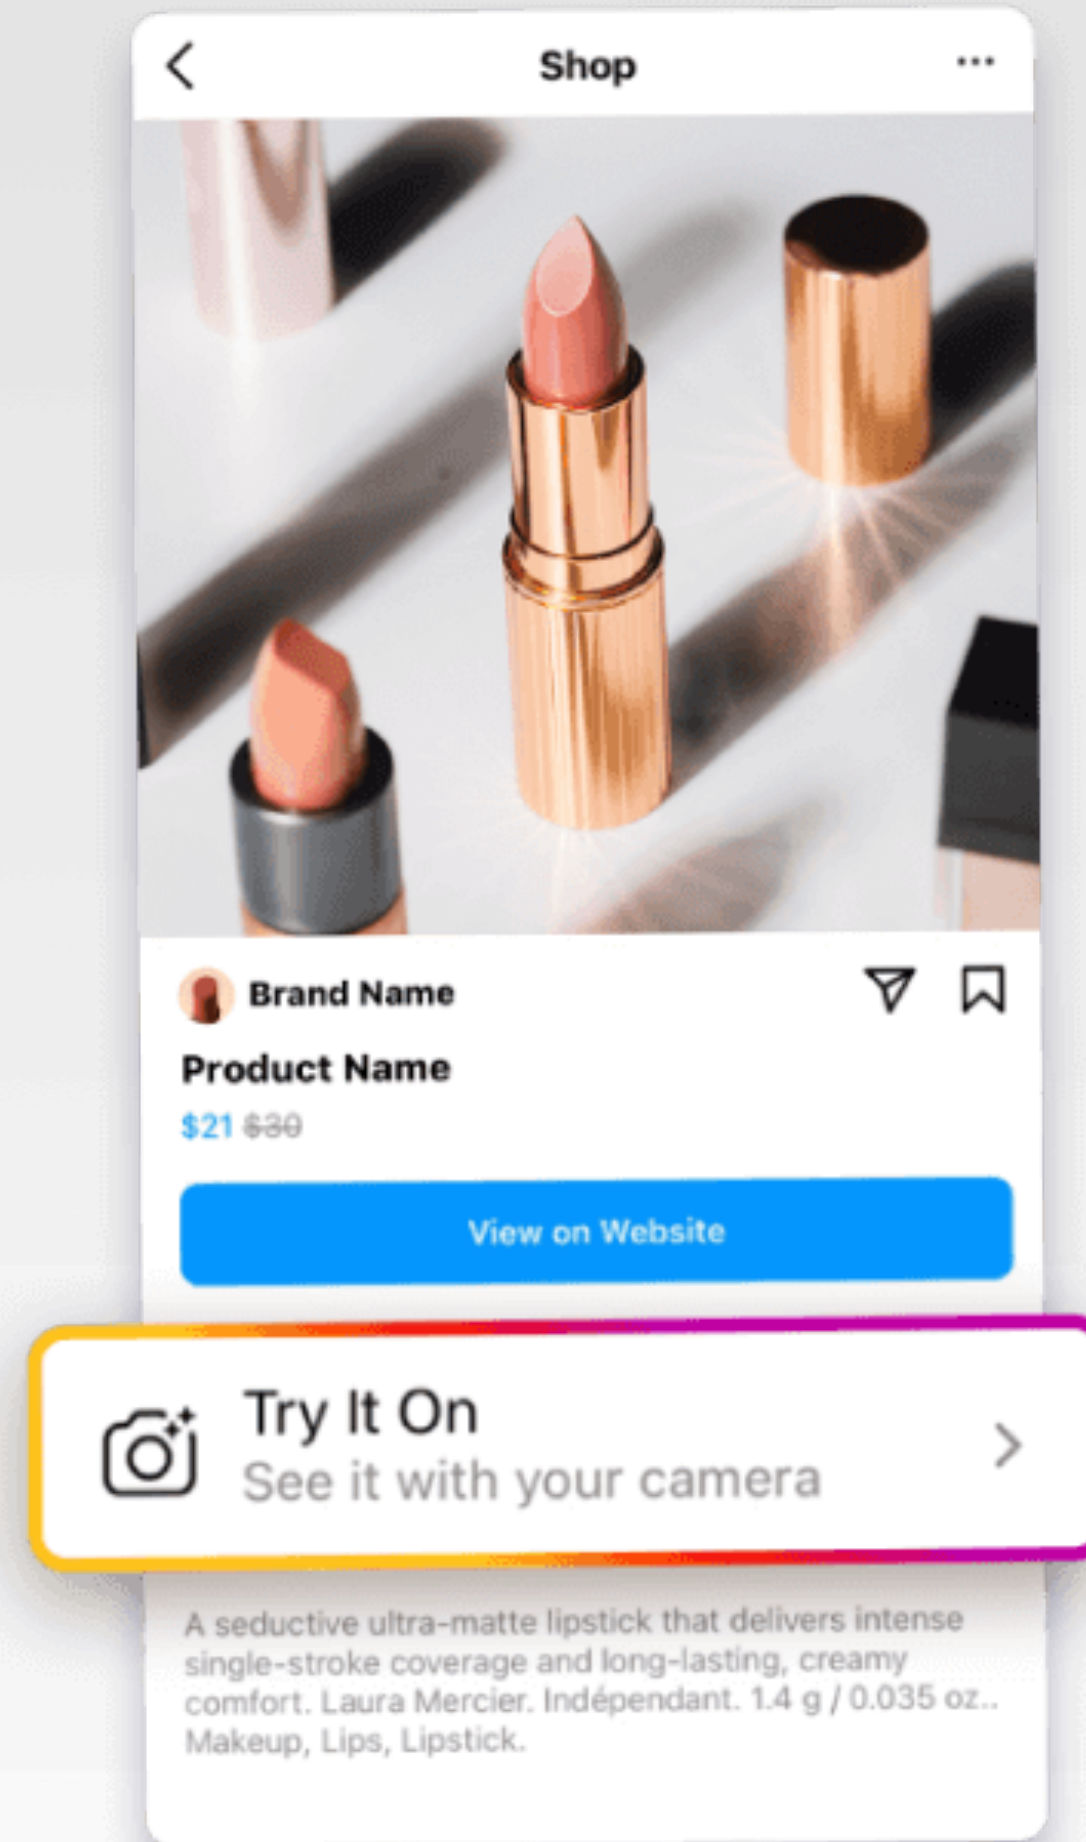 Shop
Brand Name
Product Name
$21 $30
View on Website
Try It On
See it with your camera
A seductive ultra-matte lipstick that delivers intense
single-stroke coverage and long-lasting, creamy
comfort. Laura Mercier. Indépendant. 1.4 g / 0.035 oz..
Makeup, Lips, Lipstick.